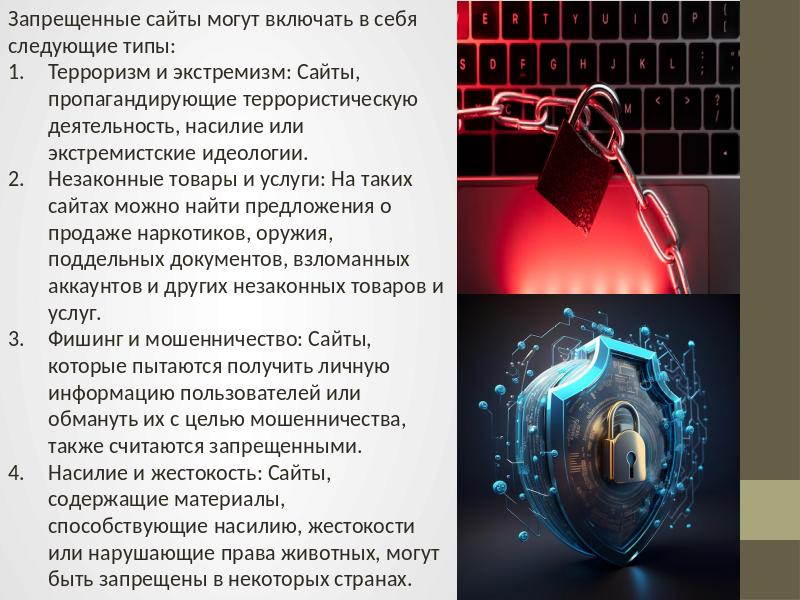 Запрещенные сайты могут включать в себя
следующие типы:
1. Терроризм и экстремизм: Сайты,
пропагандирующие террористическую
деятельность, насилие или
экстремистские идеологии.
2. Незаконные товары и услуги: На таких
сайтах можно найти предложения о
продаже наркотиков, оружия,
поддельных документов, взломанных
аккаунтов и других незаконных товаров и
услуг.
3. Фишинг и мошенничество: Сайты,
которые пытаются получить личную
информацию пользователей или
обмануть их с целью мошенничества,
также считаются запрещенными.
4. Насилие и жестокость: Сайты,
содержащие материалы,
способствующие насилию, жестокости
или нарушающие права животных, могут
быть запрещены в некоторых странах.
E R T Y U I O P
S D F G H J K L
C M < > ? /